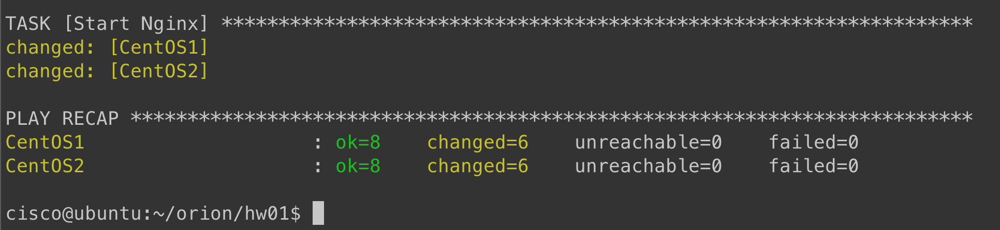 TASK [Start Nginx] ******************************************************************
changed: [CentOS1]
changed: [CentOS2]
PLAY RECAP **************************************************************************
CentOS1                    : ok=8    changed=6    unreachable=0    failed=0
CentOS2                    : ok=8    changed=6    unreachable=0    failed=0
cisco@ubuntu:~/orion/hw01$